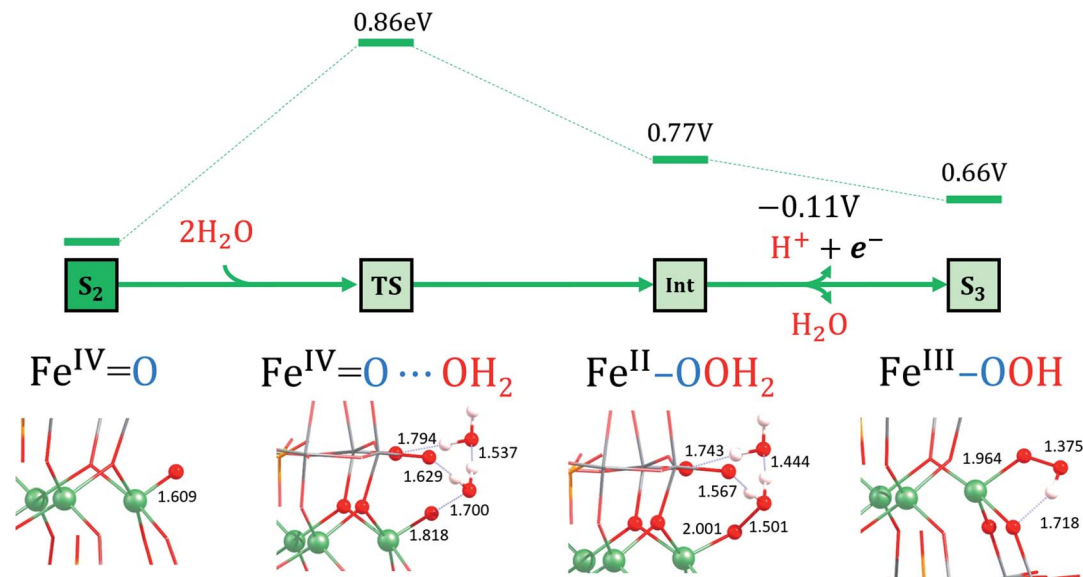 0.86eV
0.77V
0.66V
−0.11V
2H₂O
H⁺ + e⁻
S₂
TS
Int
S₃
H₂O
Feᴵⱽ=O
Feᴵⱽ=O ⋯ OH₂
Feᴵᴵ–OOH₂
Feᴵᴵᴵ–OOH
1.609
1.794
1.537
1.629
1.700
1.818
1.743
1.444
1.567
2.001
1.501
1.964
1.375
1.718